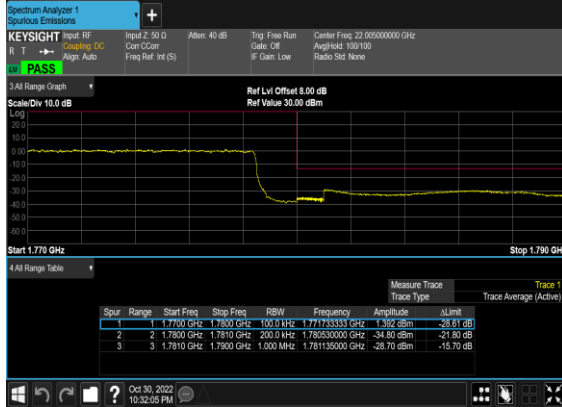 Spectrum Analyzer 1
Spurious Emissions
KEYSIGHT
R T
Input: RF
Coupling: DC
Align: Auto
Input Z: 50 Ω
Corr CCorr
Freq Ref: Int (S)
Atten: 40 dB
Trig: Free Run
Gate: Off
IF Gain: Low
Center Freq: 22.005000000 GHz
Avg|Hold: 100/100
Radio Std: None
PASS
3 All Range Graph
Scale/Div 10.0 dB
Ref Lvl Offset 8.00 dB
Ref Value 30.00 dBm
Log
20.0
10.0
0.00
-10.0
-20.0
-30.0
-40.0
-50.0
-60.0
Start 1.770 GHz
Stop 1.790 GHz
4 All Range Table
Measure Trace Trace 1
Trace Type Trace Average (Active)
Spur Range Start Freq Stop Freq RBW Frequency Amplitude ΔLimit
1 1 1.7700 GHz 1.7800 GHz 100.0 kHz 1.771733333 GHz 1.392 dBm -28.61 dB
2 2 1.7800 GHz 1.7810 GHz 200.0 kHz 1.780530000 GHz -34.80 dBm -21.80 dB
3 3 1.7810 GHz 1.7900 GHz 1.000 MHz 1.781135000 GHz -28.70 dBm -15.70 dB
Oct 30, 2022
10:32:05 PM